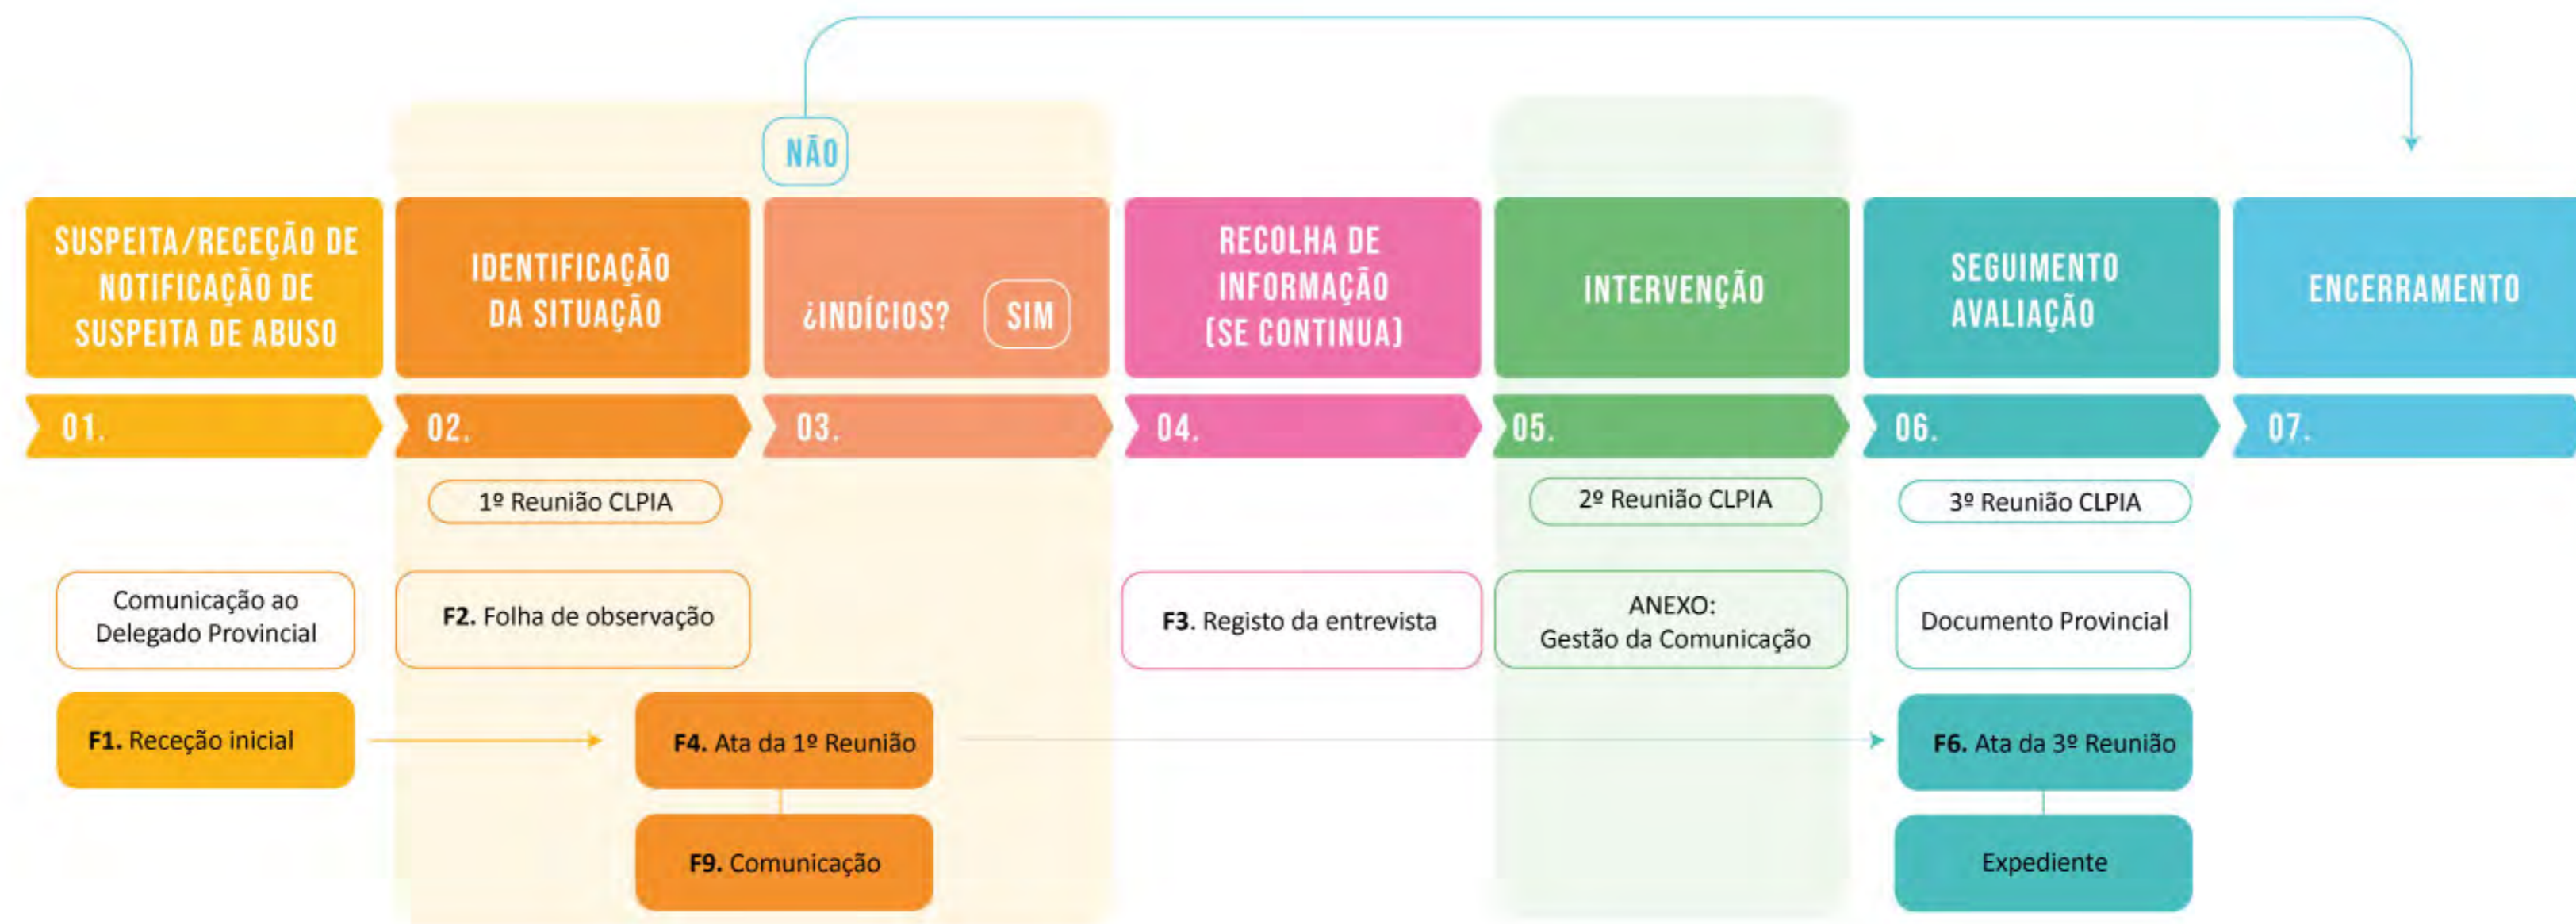 NÃO
SUSPEITA/RECEÇÃO DE
NOTIFICAÇÃO DE
SUSPEITA DE ABUSO
IDENTIFICAÇÃO
DA SITUAÇÃO
¿INDÍCIOS?
SIM
RECOLHA DE
INFORMAÇÃO
(SE CONTINUA)
INTERVENÇÃO
SEGUIMENTO
AVALIAÇÃO
ENCERRAMENTO
01.
02.
03.
04.
05.
06.
07.
1º Reunião CLPIA
2º Reunião CLPIA
3º Reunião CLPIA
Comunicação ao
Delegado Provincial
F2. Folha de observação
F3. Registo da entrevista
ANEXO:
Gestão da Comunicação
Documento Provincial
F1. Receção inicial
F4. Ata da 1º Reunião
F6. Ata da 3º Reunião
F9. Comunicação
Expediente